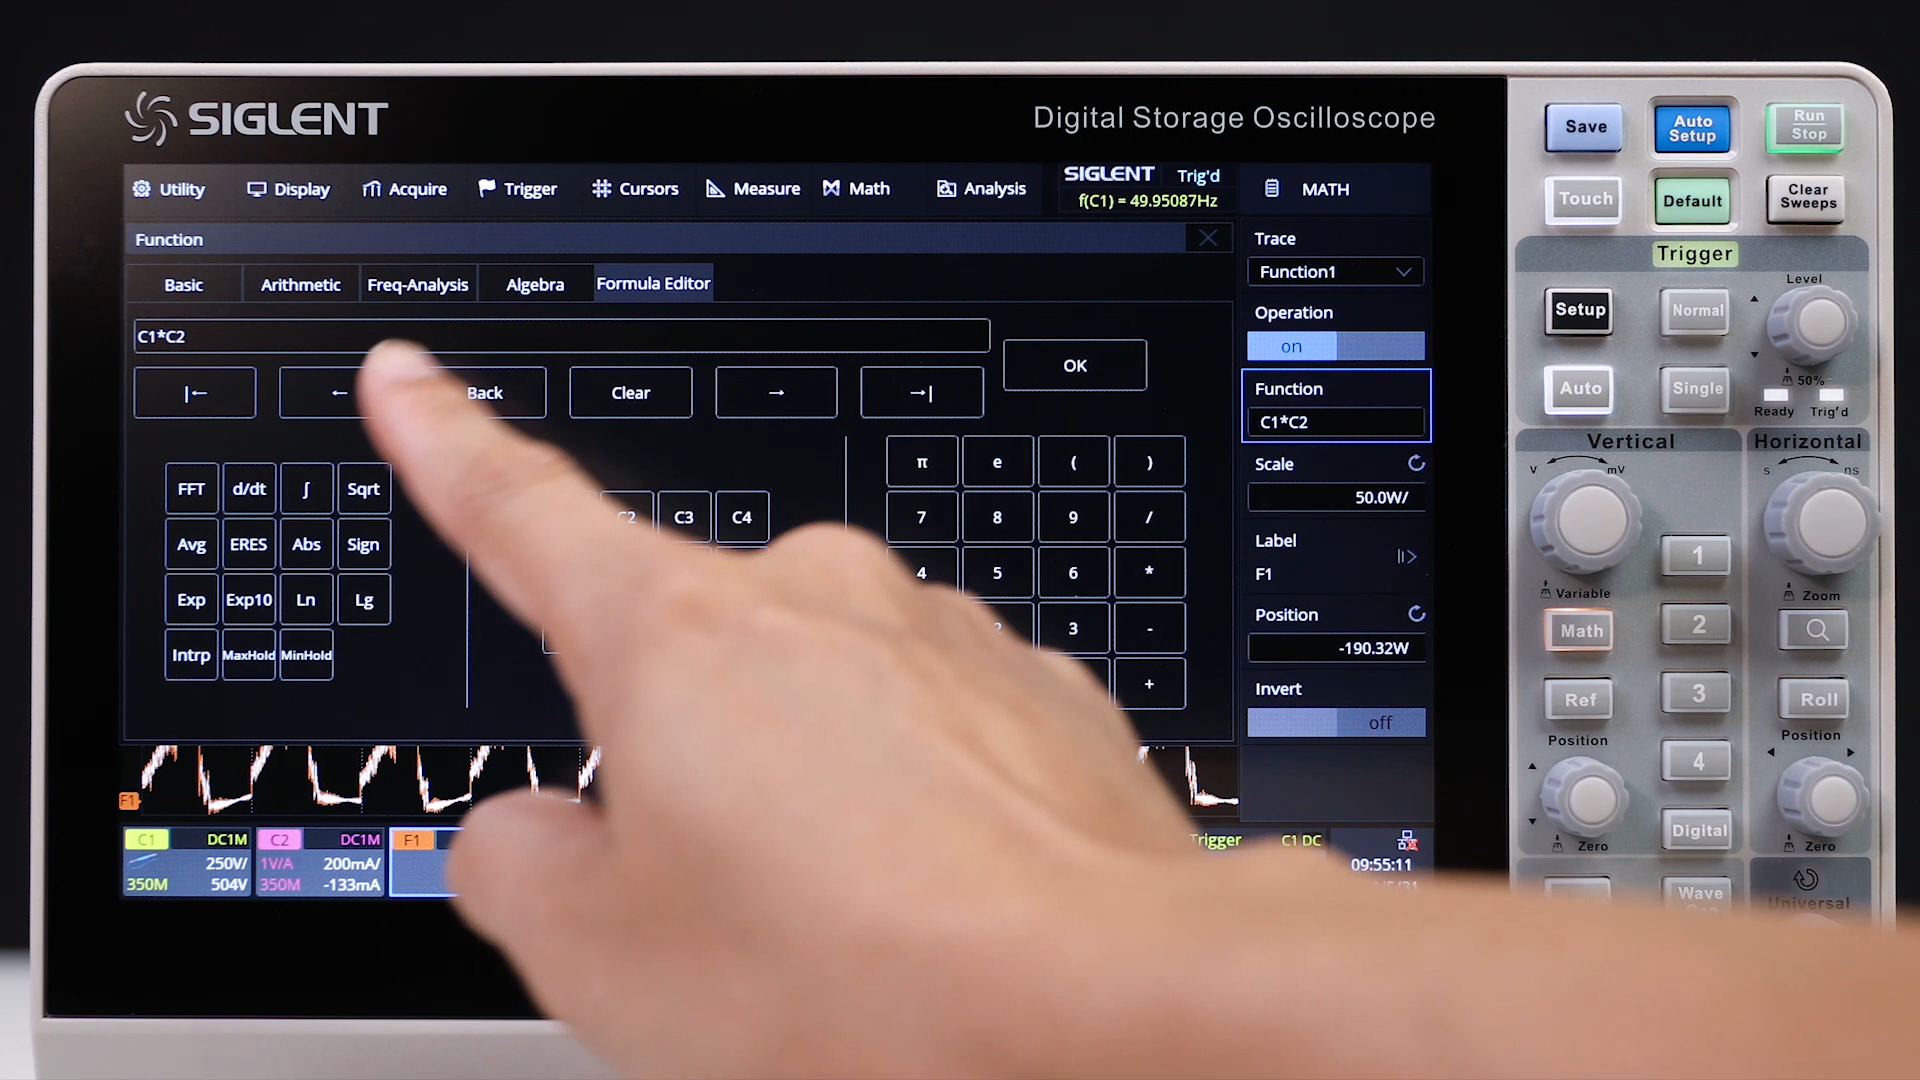 SIGLENT
Digital Storage Oscilloscope
Utility
Display
Acquire
Trigger
Cursors
Measure
Math
Analysis
SIGLENT Trig'd
f(C1) = 49.95087Hz
MATH
Function
Basic
Arithmetic
Freq-Analysis
Algebra
Formula Editor
C1*C2
OK
|←
←
Back
Clear
→
→|
FFT d/dt ∫ Sqrt
Avg ERES Abs Sign
Exp Exp10 Ln Lg
Intrp MaxHold MinHold
C2 C3 C4
π e ( )
7 8 9 /
4 5 6 *
2 3 -
+
Trace
Function1
Operation
on
Function
C1*C2
Scale
50.0W/
Label
F1
Position
-190.32W
Invert
off
F1
C1 DC1M
250V/
350M 504V
C2 DC1M
1V/A 200mA/
350M -133mA
F1
Trigger C1 DC
09:55:11
Save
Auto Setup
Run
Stop
Touch
Default
Clear
Sweeps
Trigger
Setup
Normal
Level
Auto
Single
50%
Ready Trig'd
Vertical
Horizontal
V mV
s ns
Variable
Zoom
1
Math
2
Ref
3
Roll
Position
Position
4
Digital
Zero
Zero
Wave
Universal